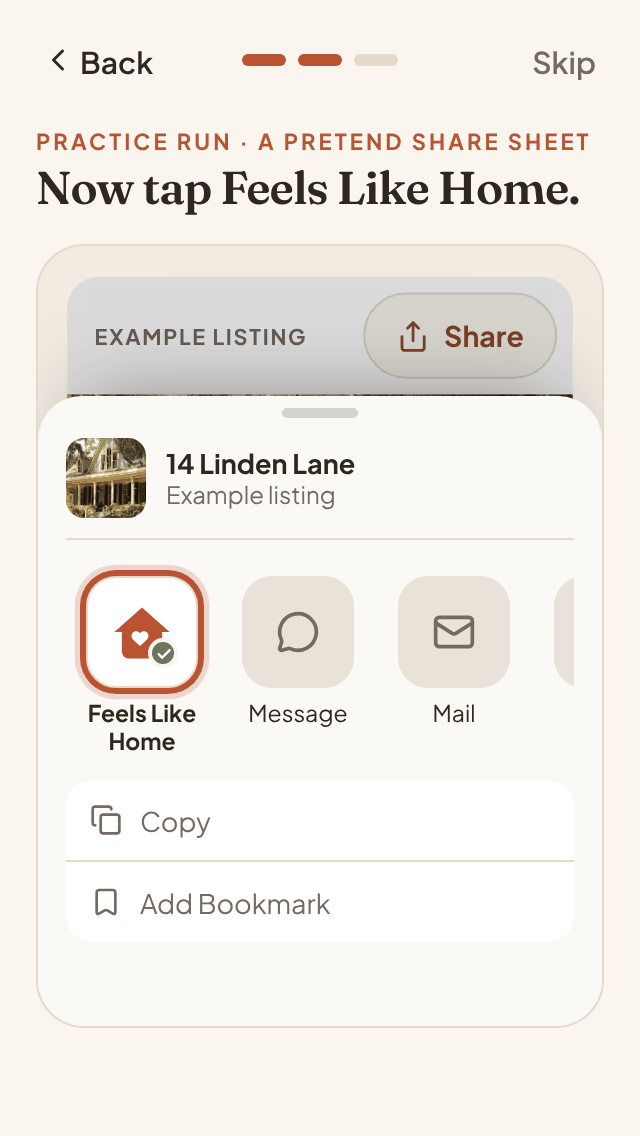 Back
Skip
PRACTICE RUN · A PRETEND SHARE SHEET
Now tap Feels Like Home.
EXAMPLE LISTING
Share
14 Linden Lane
Example listing
Feels Like
Home
Message
Mail
Copy
Add Bookmark